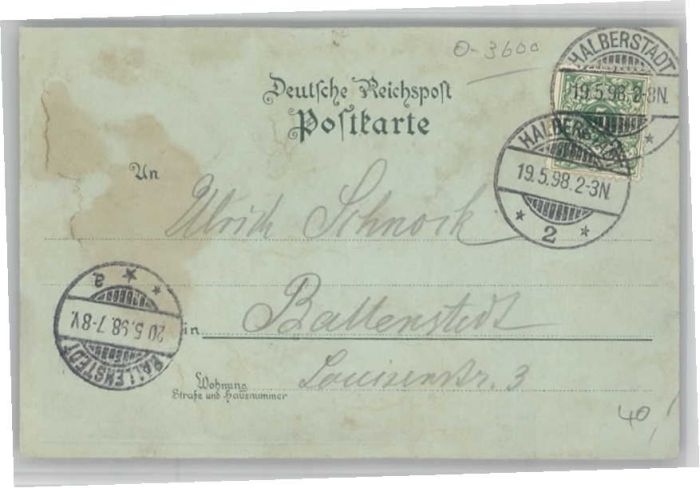 O-3600
HALBERSTADT
19.5.98.2-3N.
Deutsche Reichspost
Postkarte
HALBERSTADT
19.5.98.2-3N.
* 2 *
An
Ulrich Schnock
in Ballenstedt
Wohnung
Straße und Hausnummer
Louisenstr. 3
BALLENSTEDT
20.5.98.7-8V.
* a *
40,